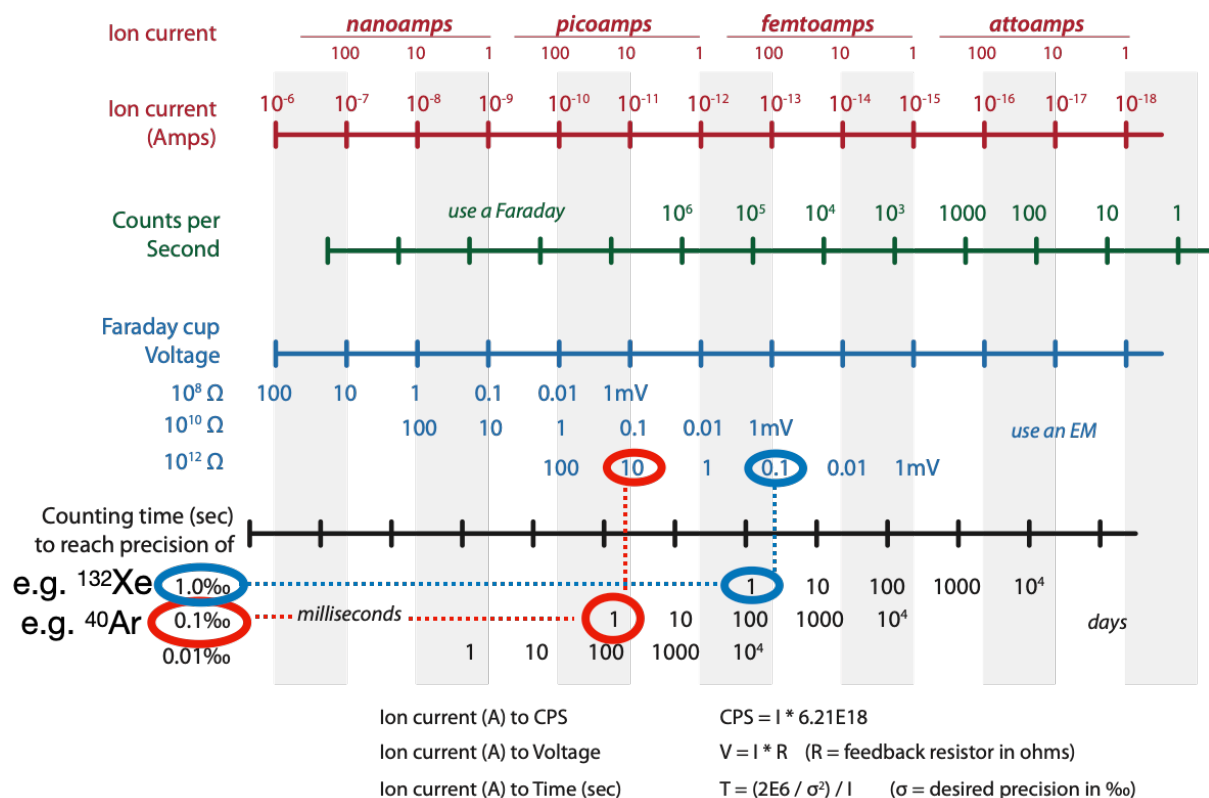 Ion current nanoamps picoamps femtoamps attoamps
100 10 1 100 10 1 100 10 1 100 10 1
Ion current (Amps) 10⁻⁶ 10⁻⁷ 10⁻⁸ 10⁻⁹ 10⁻¹⁰ 10⁻¹¹ 10⁻¹² 10⁻¹³ 10⁻¹⁴ 10⁻¹⁵ 10⁻¹⁶ 10⁻¹⁷ 10⁻¹⁸
Counts per Second use a Faraday 10⁶ 10⁵ 10⁴ 10³ 1000 100 10 1
Faraday cup
Voltage
10⁸ Ω 100 10 1 0.1 0.01 1mV
10¹⁰ Ω 100 10 1 0.1 0.01 1mV use an EM
10¹² Ω 100 10 1 0.1 0.01 1mV
Counting time (sec)
to reach precision of
e.g. ¹³²Xe 1.0‰ 1 10 100 1000 10⁴
e.g. ⁴⁰Ar 0.1‰ milliseconds 1 10 100 1000 10⁴ days
0.01‰ 1 10 100 1000 10⁴
Ion current (A) to CPS CPS = I * 6.21E18
Ion current (A) to Voltage V = I * R (R = feedback resistor in ohms)
Ion current (A) to Time (sec) T = (2E6 / σ²) / I (σ = desired precision in ‰)